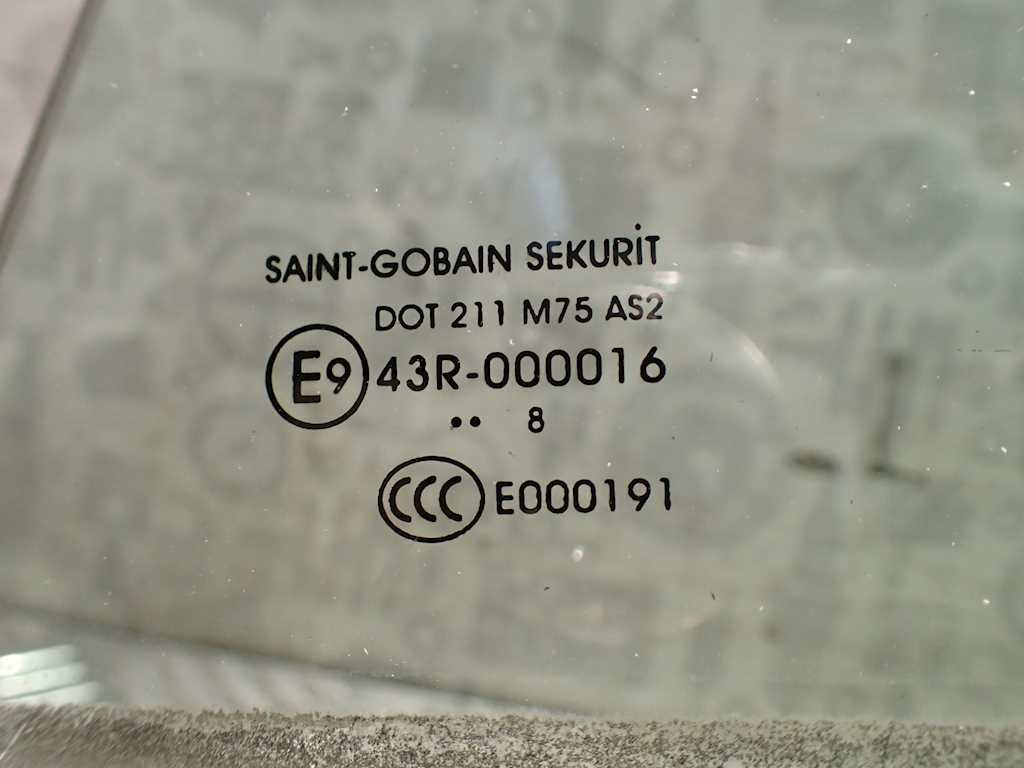 SAINT-GOBAIN SEKURIT
DOT 211 M75 AS2
E9 43R-000016
•• 8
CCC E000191